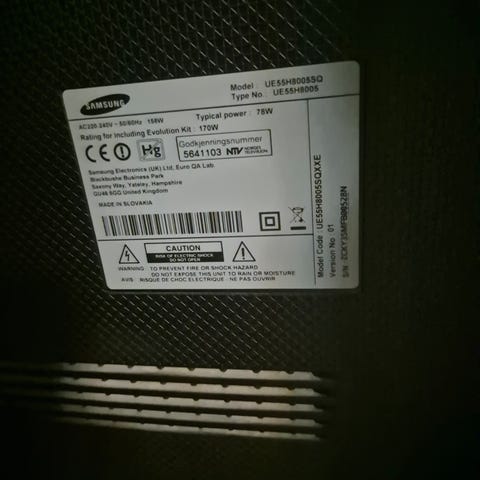 SAMSUNG
Model : UE55H8005SQ
Type No. : UE55H8005
AC220-240V ~ 50/60Hz 158W
Typical power : 78W
Rating for Including Evolution Kit : 170W
Hg
Godkjenningsnummer
5641103 NTV NORGES TELEVISION
Samsung Electronics (UK) Ltd, Euro QA Lab.
Blackbushe Business Park
Saxony Way, Yateley, Hampshire
GU46 6GG United Kingdom
MADE IN SLOVAKIA
CAUTION
RISK OF ELECTRIC SHOCK
DO NOT OPEN
WARNING : TO PREVENT FIRE OR SHOCK HAZARD
DO NOT EXPOSE THIS UNIT TO RAIN OR MOISTURE
AVIS : RISQUE DE CHOC ELECTRIQUE - NE PAS OUVRIR
Model Code : UE55H8005SQXXE
Version No : 01
S/N :